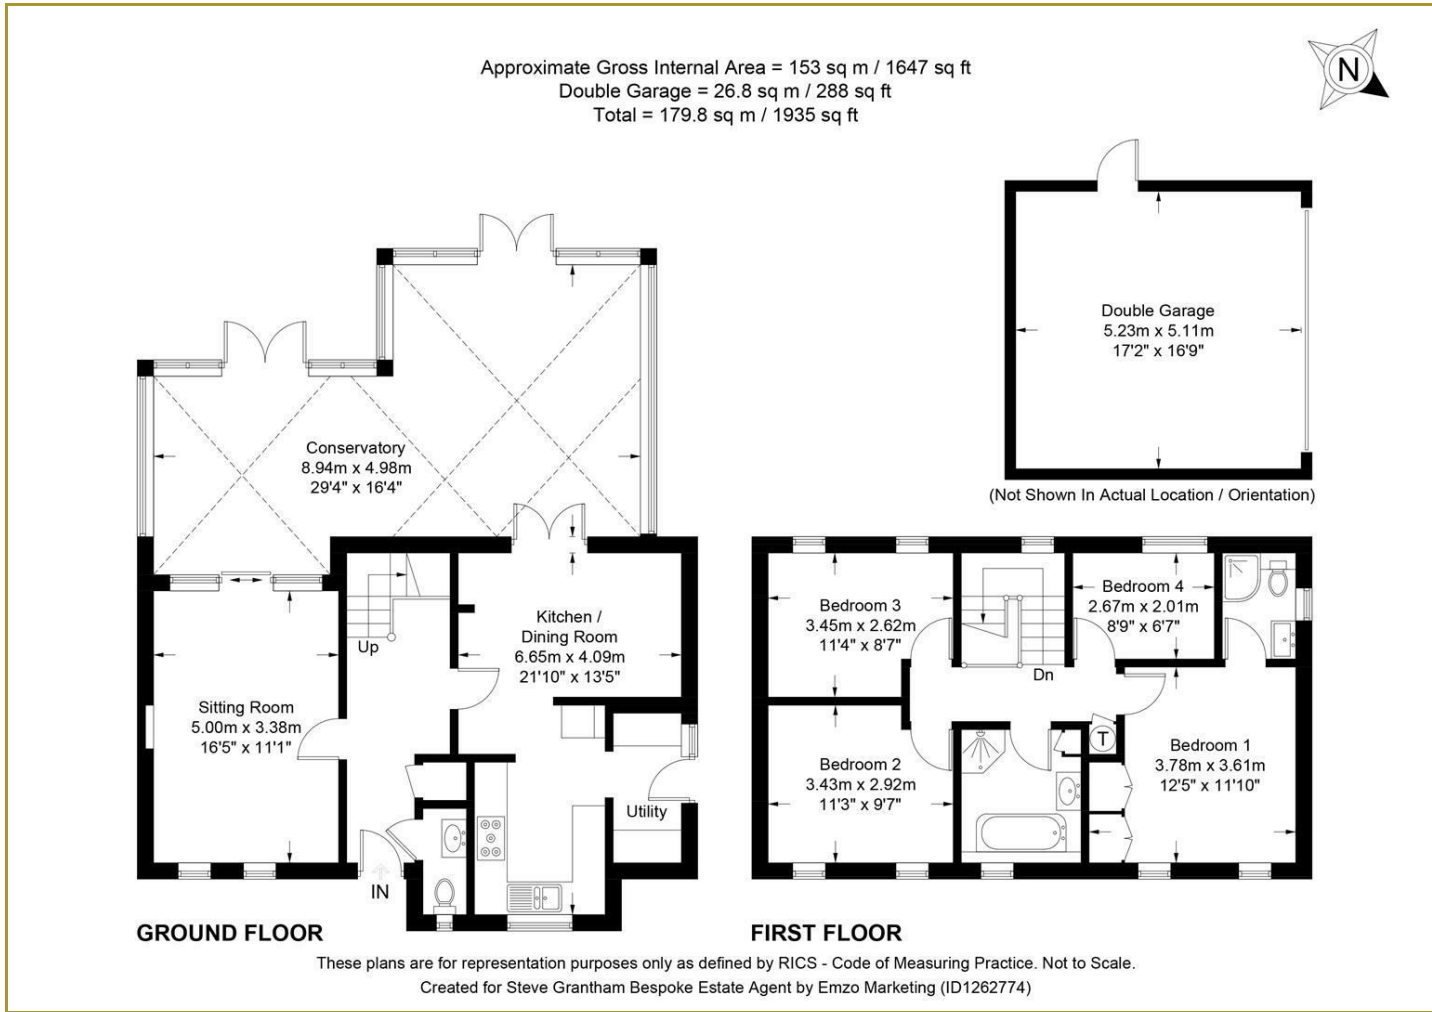 Approximate Gross Internal Area = 153 sq m / 1647 sq ft
Double Garage = 26.8 sq m / 288 sq ft
Total = 179.8 sq m / 1935 sq ft
N
Double Garage
5.23m x 5.11m
17'2" x 16'9"
(Not Shown In Actual Location / Orientation)
Conservatory
8.94m x 4.98m
29'4" x 16'4"
Up
Kitchen /
Dining Room
6.65m x 4.09m
21'10" x 13'5"
Sitting Room
5.00m x 3.38m
16'5" x 11'1"
Utility
IN
GROUND FLOOR
Bedroom 3
3.45m x 2.62m
11'4" x 8'7"
Bedroom 4
2.67m x 2.01m
8'9" x 6'7"
Dn
T
Bedroom 2
3.43m x 2.92m
11'3" x 9'7"
Bedroom 1
3.78m x 3.61m
12'5" x 11'10"
FIRST FLOOR
These plans are for representation purposes only as defined by RICS - Code of Measuring Practice. Not to Scale.
Created for Steve Grantham Bespoke Estate Agent by Emzo Marketing (ID1262774)